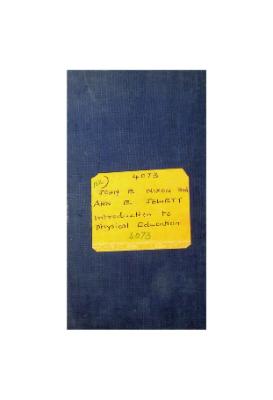 4073
JOHN E. NIXON and
ANN E. JEWETT
Introduction to
Physical Education
4073